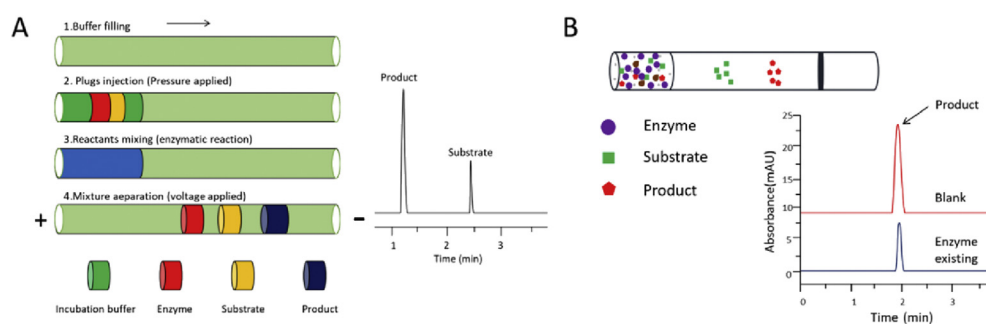 A
1.Buffer filling
2. Plugs injection (Pressure applied)
3.Reactants mixing (enzymatic reaction)
4.Mixture aeparation (voltage applied)
+
−
Incubation buffer
Enzyme
Substrate
Product
Product
Substrate
1
2
3
Time (min)
B
Enzyme
Substrate
Product
Product
Blank
Enzyme
existing
Absorbance(mAU)
25
20
15
10
5
0
0
1
2
3
Time (min)